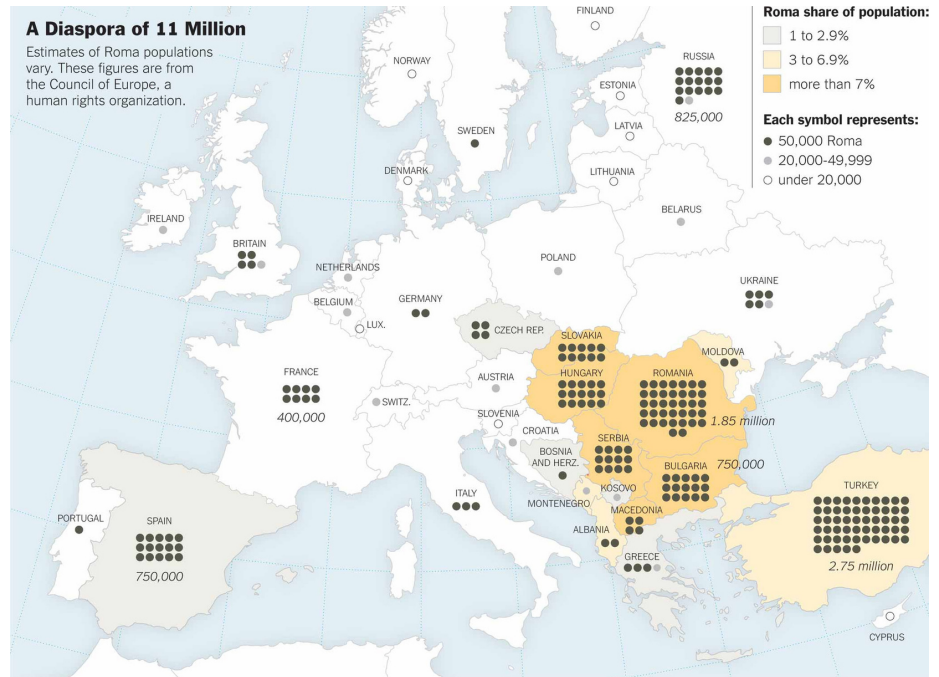 A Diaspora of 11 Million
Estimates of Roma populations
vary. These figures are from
the Council of Europe, a
human rights organization.
Roma share of population:
1 to 2.9%
3 to 6.9%
more than 7%
Each symbol represents:
50,000 Roma
20,000-49,999
under 20,000
FINLAND
NORWAY
RUSSIA
825,000
ESTONIA
SWEDEN
LATVIA
DENMARK
LITHUANIA
BELARUS
IRELAND
BRITAIN
NETHERLANDS
POLAND
UKRAINE
BELGIUM
GERMANY
LUX.
CZECH REP.
SLOVAKIA
MOLDOVA
FRANCE
400,000
AUSTRIA
HUNGARY
ROMANIA
1.85 million
SWITZ.
SLOVENIA
CROATIA
BOSNIA
AND HERZ.
SERBIA
BULGARIA
750,000
ITALY
MONTENEGRO
KOSOVO
MACEDONIA
TURKEY
2.75 million
PORTUGAL
SPAIN
750,000
ALBANIA
GREECE
CYPRUS